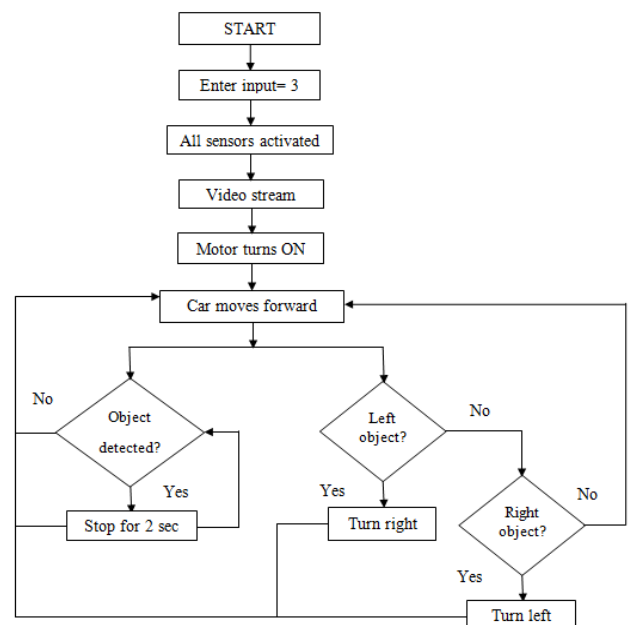 START
Enter input= 3
All sensors activated
Video stream
Motor turns ON
Car moves forward
No
Object
detected?
Yes
Stop for 2 sec
Left
object?
No
Yes
Turn right
Right
object?
No
Yes
Turn left